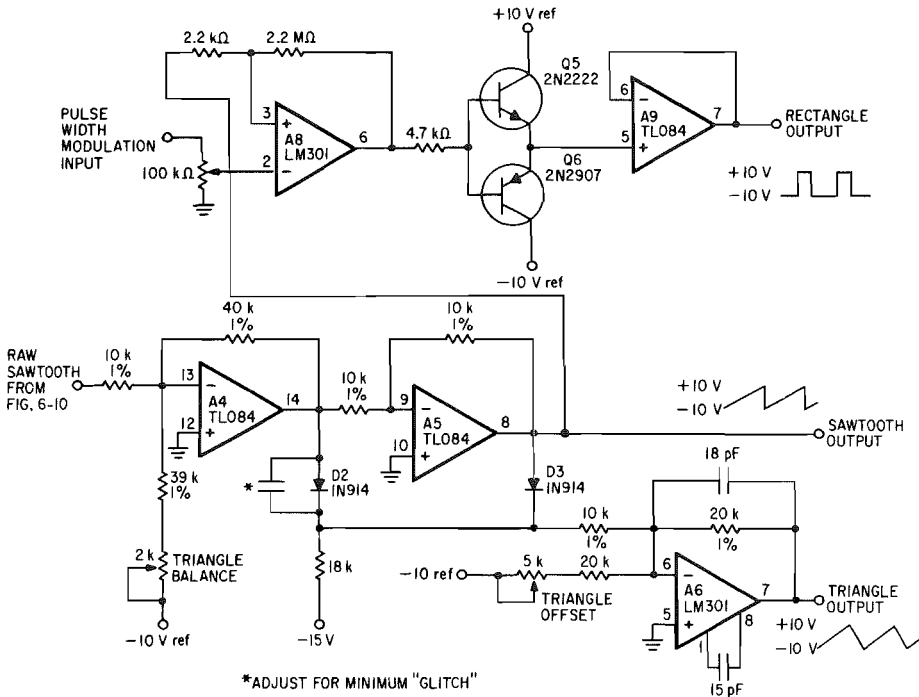 +10 V ref
2.2 kΩ
2.2 MΩ
Q5
2N2222
PULSE
WIDTH
MODULATION
INPUT
3
+
A8
LM301
6
2
−
100 kΩ
4.7 kΩ
Q6
2N2907
6
−
A9
TL084
7
5
+
RECTANGLE
OUTPUT
+10 V
−10 V
−10 V ref
40 k
1%
10 k
1%
RAW
SAWTOOTH
FROM
FIG. 6-10
10 k
1%
13
−
A4
TL084
14
12
+
10 k
1%
9
−
A5
TL084
8
10
+
+10 V
−10 V
SAWTOOTH
OUTPUT
39k
1%
*
D2
1N914
D3
1N914
18 pF
10 k
1%
20 k
1%
2 k
TRIANGLE
BALANCE
−10 V ref
18 k
−15 V
−10 ref
5 k
20 k
TRIANGLE
OFFSET
6
−
A6
LM301
7
5
+
1
8
15 pF
TRIANGLE
OUTPUT
+10 V
−10 V
*ADJUST FOR MINIMUM "GLITCH"